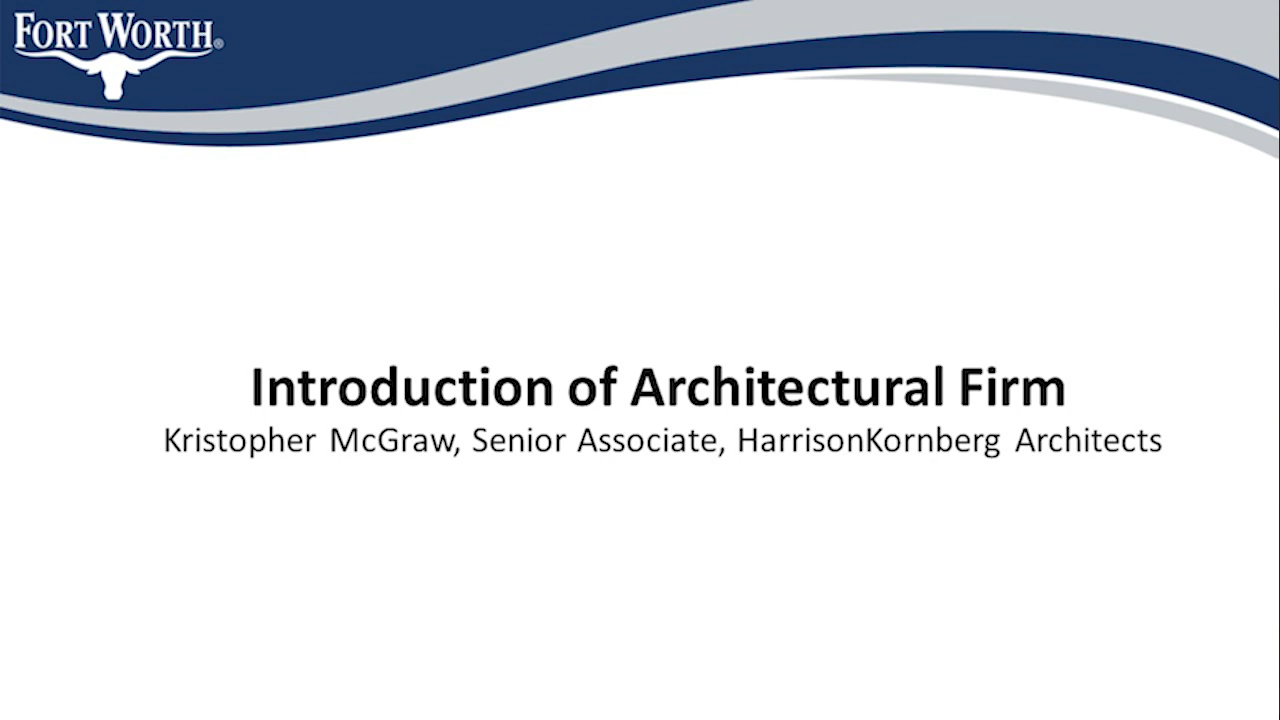 FORT WORTH®
Introduction of Architectural Firm
Kristopher McGraw, Senior Associate, HarrisonKornberg Architects